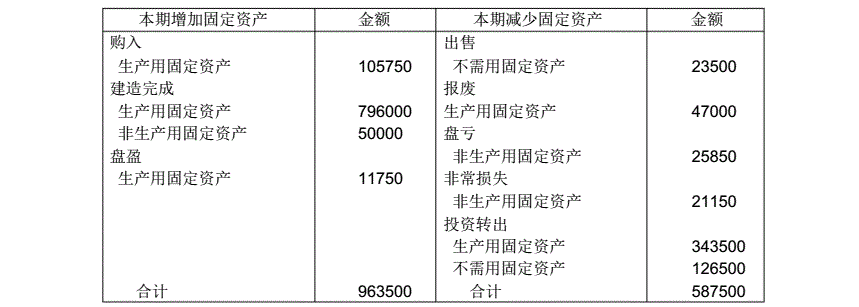 本期增加固定资产 金额 本期减少固定资产 金额
购入 出售
生产用固定资产 105750 不需用固定资产 23500
建造完成 报废
生产用固定资产 796000 生产用固定资产 47000
非生产用固定资产 50000 盘亏
盘盈 非生产用固定资产 25850
生产用固定资产 11750 非常损失
非生产用固定资产 21150
投资转出
生产用固定资产 343500
不需用固定资产 126500
合计 963500 合计 587500